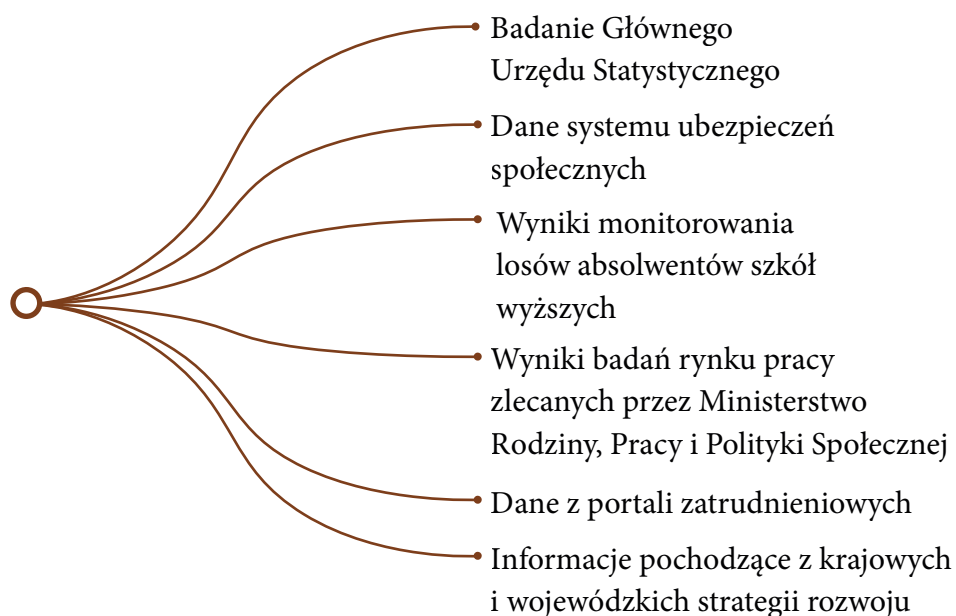 Badanie Głównego
Urzędu Statystycznego
Dane systemu ubezpieczeń
społecznych
Wyniki monitorowania
losów absolwentów szkół
wyższych
Wyniki badań rynku pracy
zlecanych przez Ministerstwo
Rodziny, Pracy i Polityki Społecznej
Dane z portali zatrudnieniowych
Informacje pochodzące z krajowych
i wojewódzkich strategii rozwoju